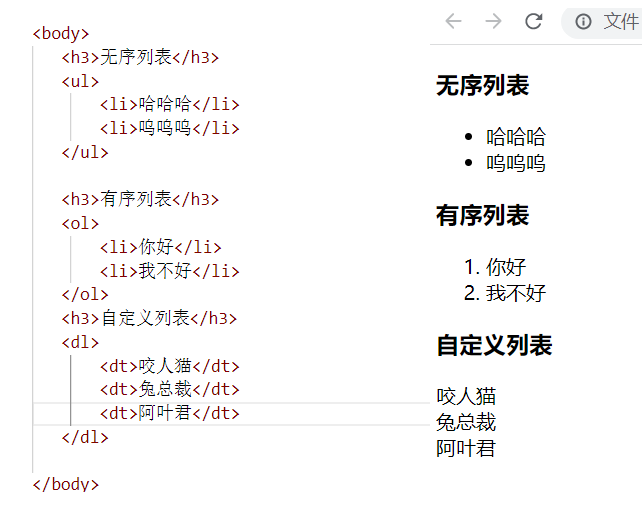 <body>
<h3>无序列表</h3>
<ul>
<li>哈哈哈</li>
<li>呜呜呜</li>
</ul>
<h3>有序列表</h3>
<ol>
<li>你好</li>
<li>我不好</li>
</ol>
<h3>自定义列表</h3>
<dl>
<dt>咬人猫</dt>
<dt>兔总裁</dt>
<dt>阿叶君</dt>
</dl>
</body>
文件
无序列表
• 哈哈哈
• 呜呜呜
有序列表
1. 你好
2. 我不好
自定义列表
咬人猫
兔总裁
阿叶君